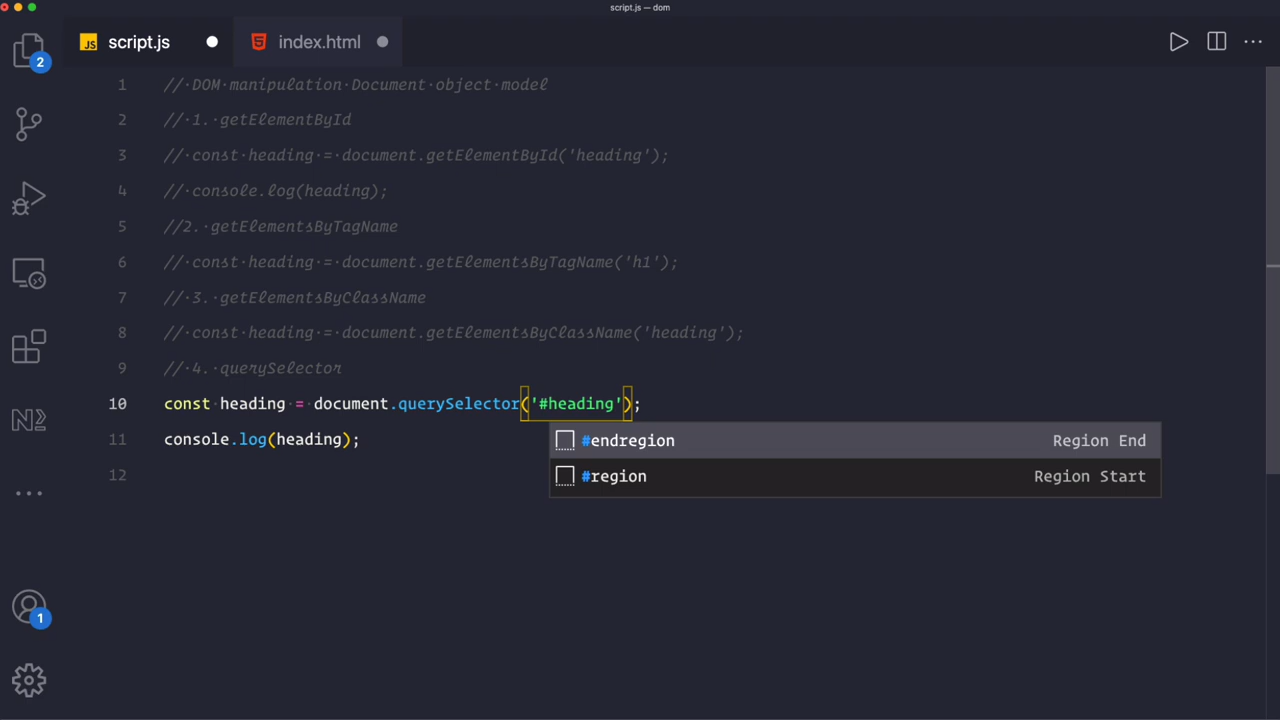 script.js — dom
JS script.js
index.html
2
1 // DOM manipulation Document object model
2 // 1. getElementById
3 // const heading = document.getElementById('heading');
4 // console.log(heading);
5 //2. getElementsByTagName
6 // const heading = document.getElementsByTagName('h1');
7 // 3. getElementsByClassName
8 // const heading = document.getElementsByClassName('heading');
9 // 4. querySelector
10 const heading = document.querySelector('#heading');
11 console.log(heading);
#endregion Region End
12
#region Region Start
1